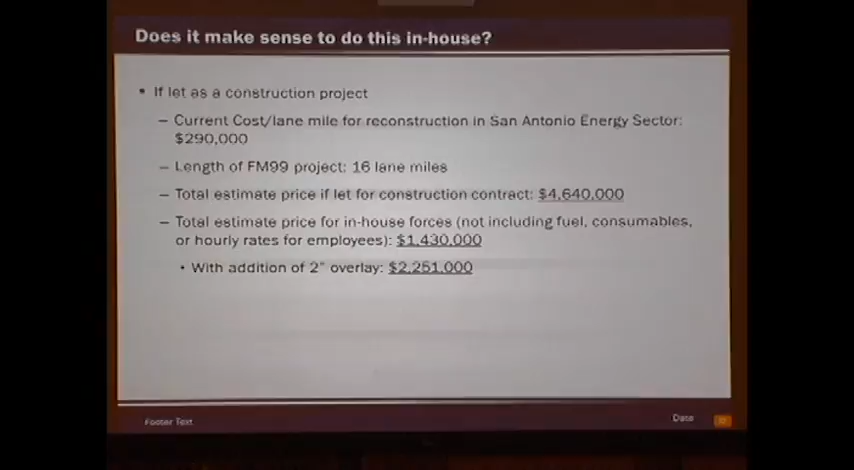 Does it make sense to do this in-house?
• If let as a construction project
– Current Cost/lane mile for reconstruction in San Antonio Energy Sector:
$290,000
– Length of FM99 project: 16 lane miles
– Total estimate price if let for construction contract: $4,640,000
– Total estimate price for in-house forces (not including fuel, consumables,
or hourly rates for employees): $1,430,000
• With addition of 2" overlay: $2,251,000
Footer Text
Date